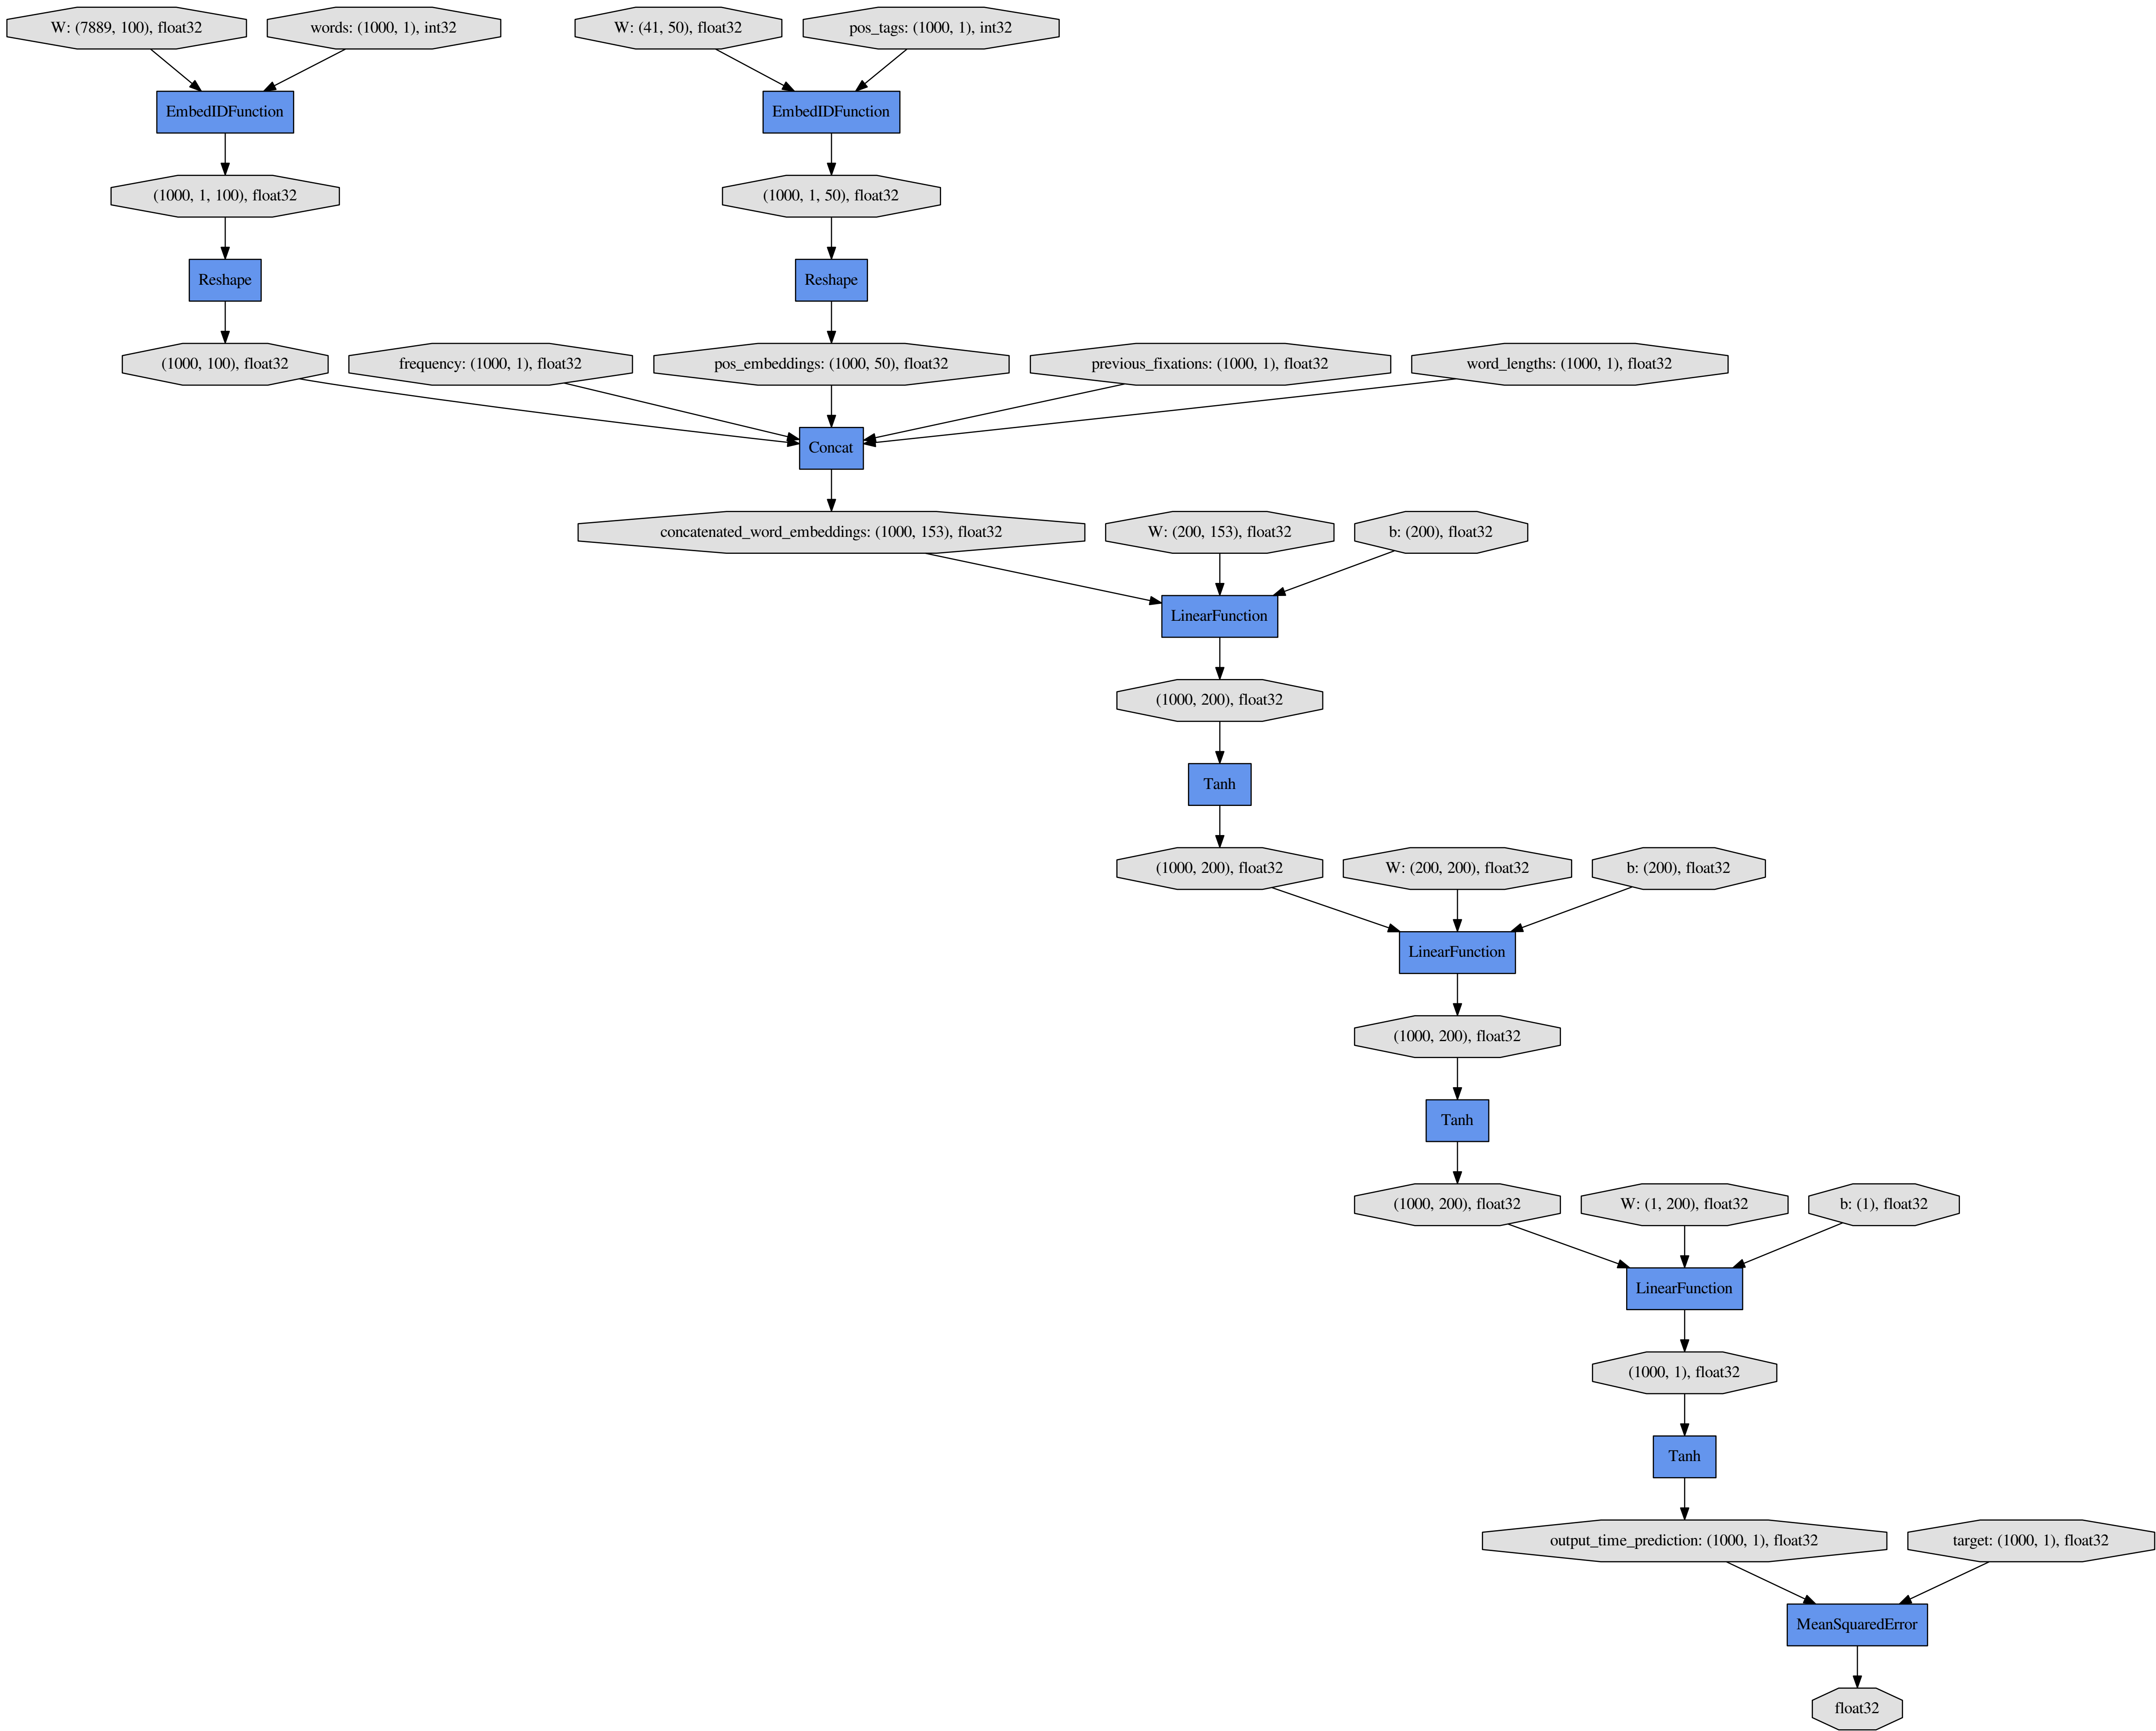 W: (7889, 100), float32
words: (1000, 1), int32
W: (41, 50), float32
pos_tags: (1000, 1), int32
EmbedIDFunction
EmbedIDFunction
(1000, 1, 100), float32
(1000, 1, 50), float32
Reshape
Reshape
(1000, 100), float32
frequency: (1000, 1), float32
pos_embeddings: (1000, 50), float32
previous_fixations: (1000, 1), float32
word_lengths: (1000, 1), float32
Concat
concatenated_word_embeddings: (1000, 153), float32
W: (200, 153), float32
b: (200), float32
LinearFunction
(1000, 200), float32
Tanh
(1000, 200), float32
W: (200, 200), float32
b: (200), float32
LinearFunction
(1000, 200), float32
Tanh
(1000, 200), float32
W: (1, 200), float32
b: (1), float32
LinearFunction
(1000, 1), float32
Tanh
output_time_prediction: (1000, 1), float32
target: (1000, 1), float32
MeanSquaredError
float32